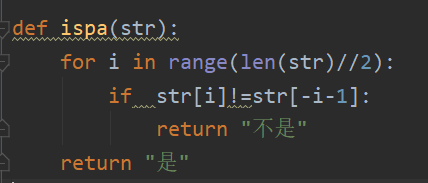 def ispa(str):
    for i in range(len(str)//2):
        if  str[i]!=str[-i-1]:
            return "不是"
    return "是"